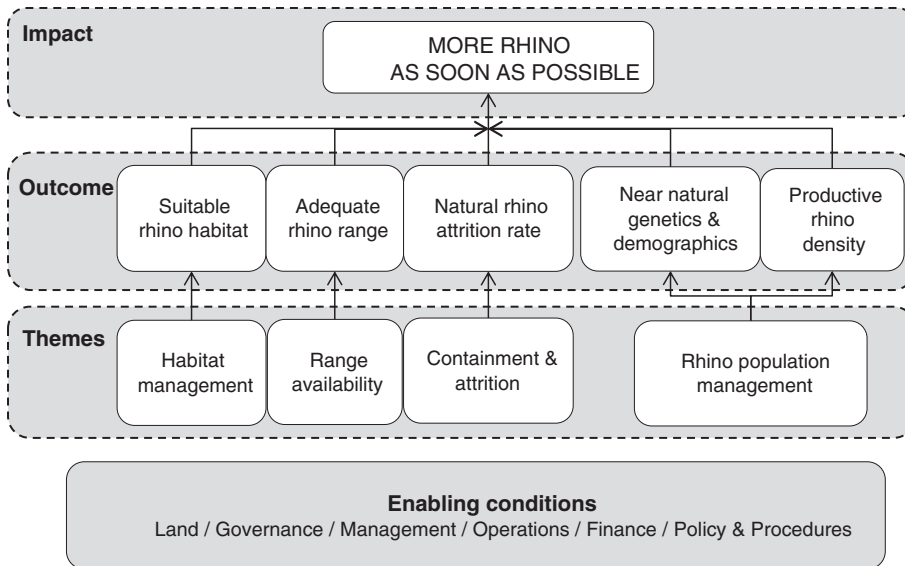 Impact
MORE RHINO
AS SOON AS POSSIBLE
Outcome
Suitable
rhino habitat
Adequate
rhino range
Natural rhino
attrition rate
Near natural
genetics &
demographics
Productive
rhino
density
Themes
Habitat
management
Range
availability
Containment &
attrition
Rhino population
management
Enabling conditions
Land / Governance / Management / Operations / Finance / Policy & Procedures